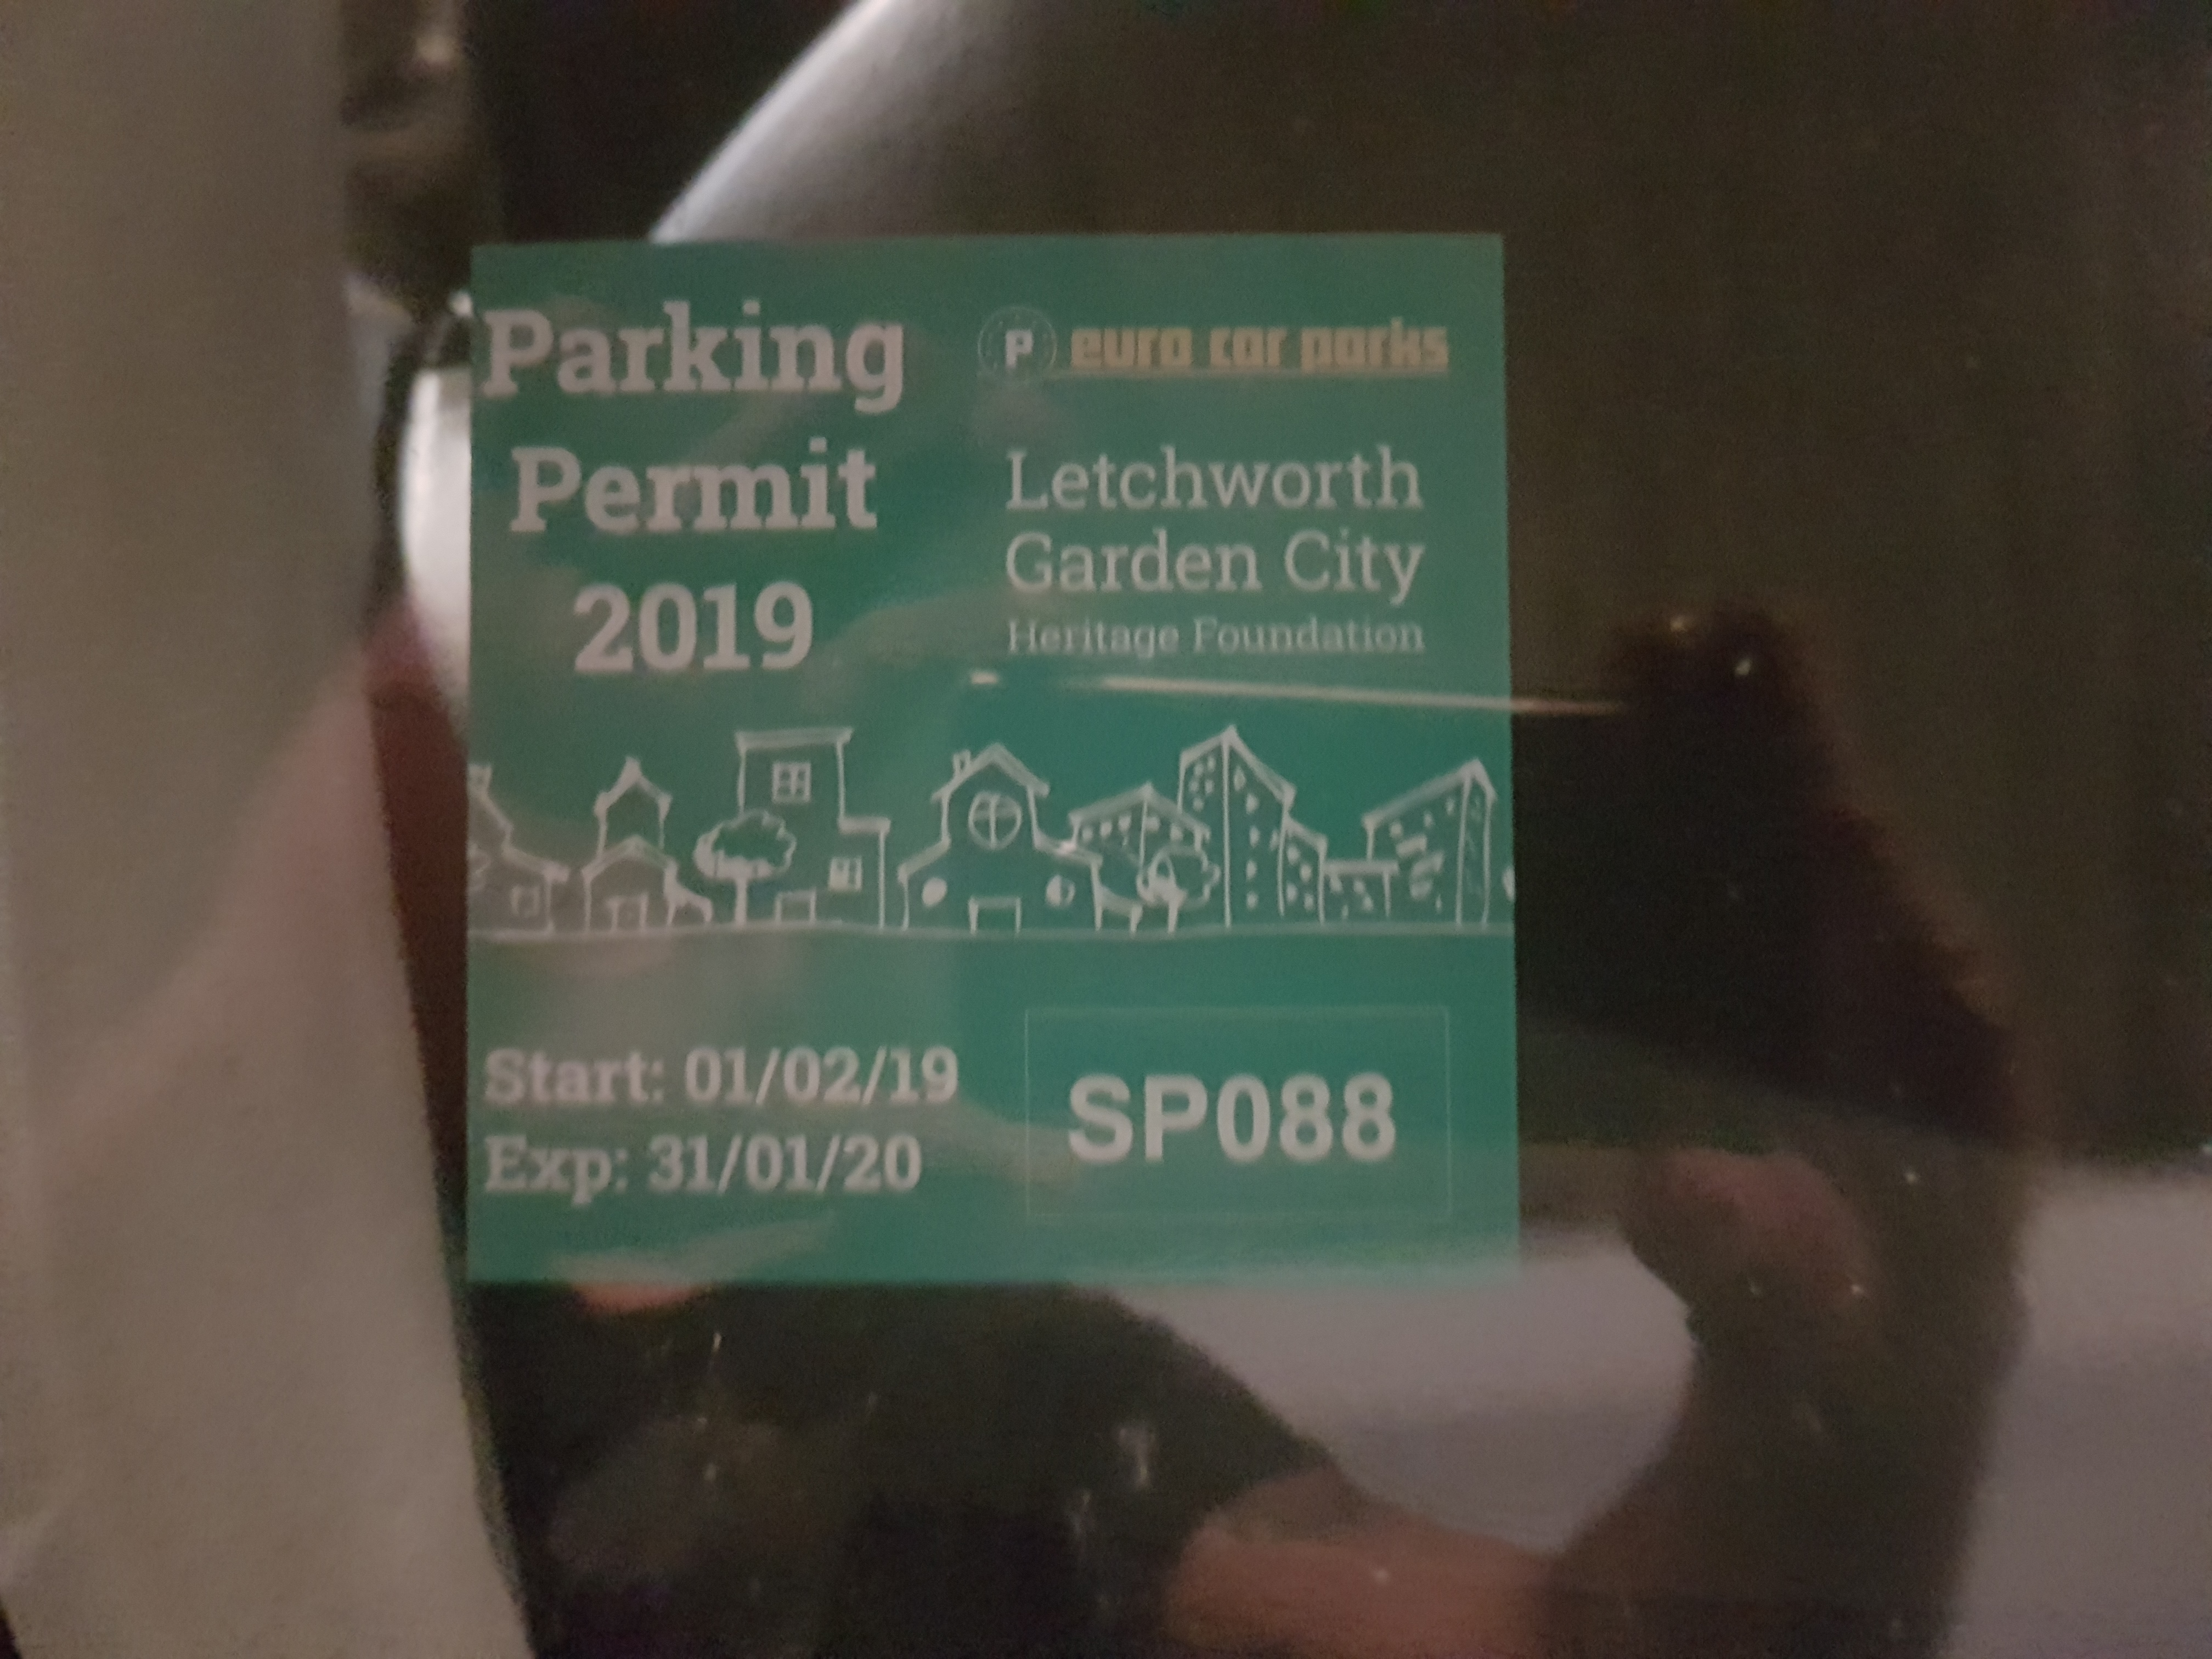 Parking
Permit
2019
P euro car parks
Letchworth
Garden City
Heritage Foundation
Start: 01/02/19
Exp: 31/01/20
SP088